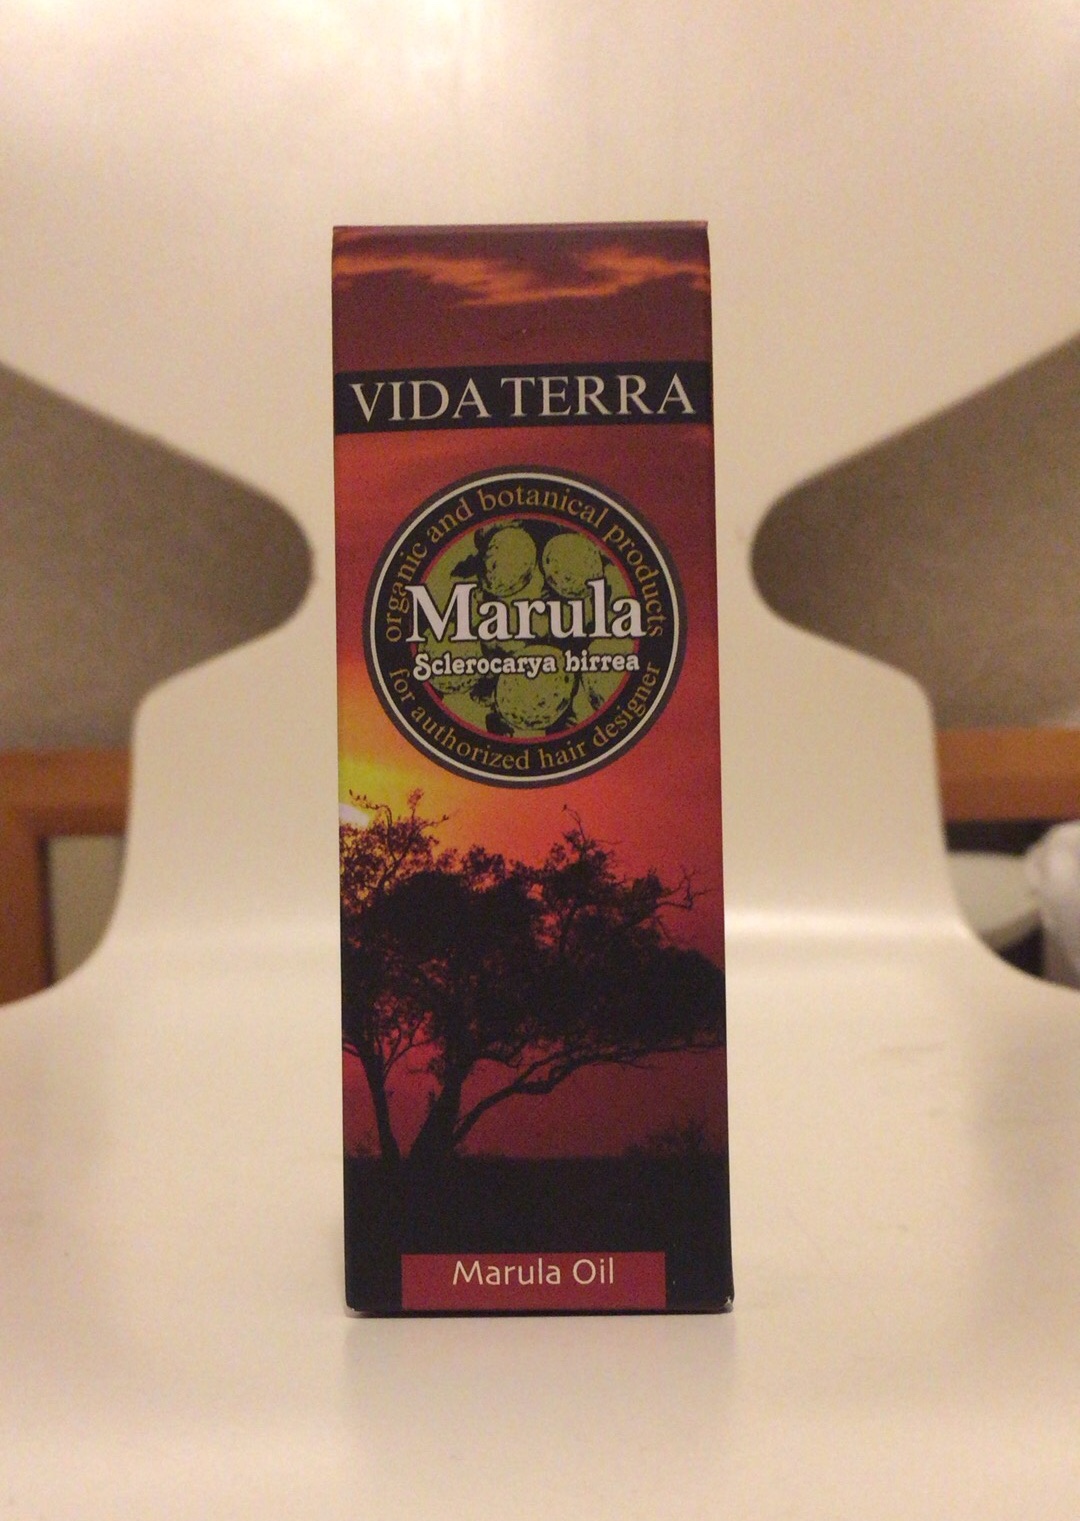 VIDA TERRA
organic and botanical products
Marula
Sclerocarya birrea
for authorized hair designer
Marula Oil